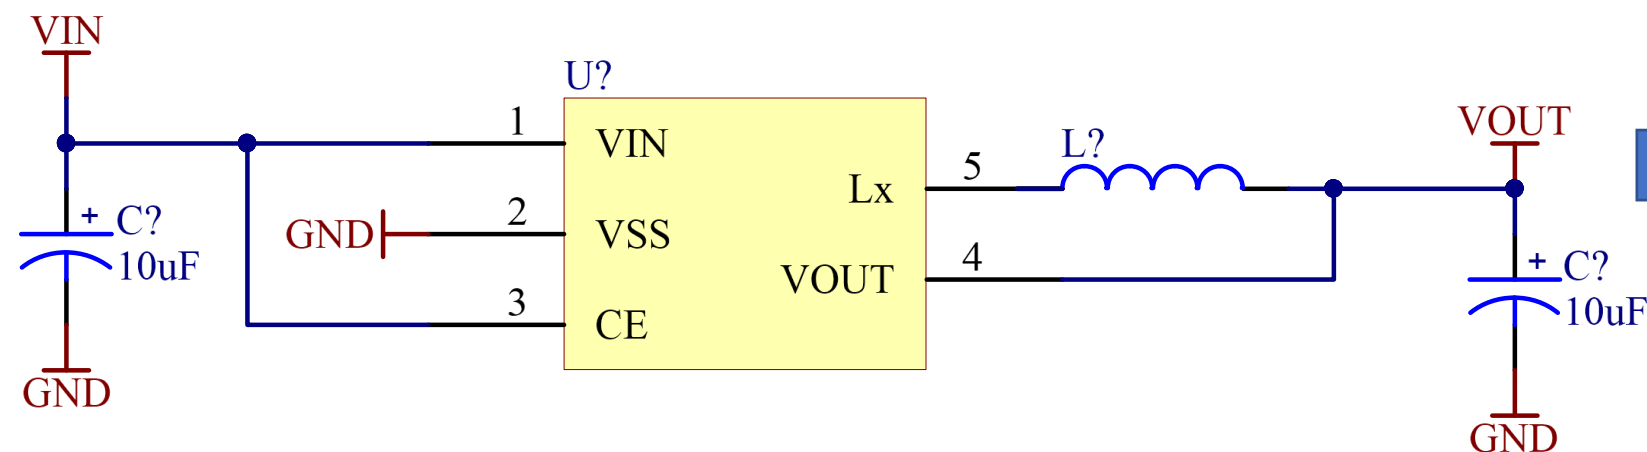 VIN
U?
1
VIN
Lx
5
L?
VOUT
+
C?
10uF
GND
2
VSS
VOUT
4
+
C?
10uF
3
CE
GND
GND